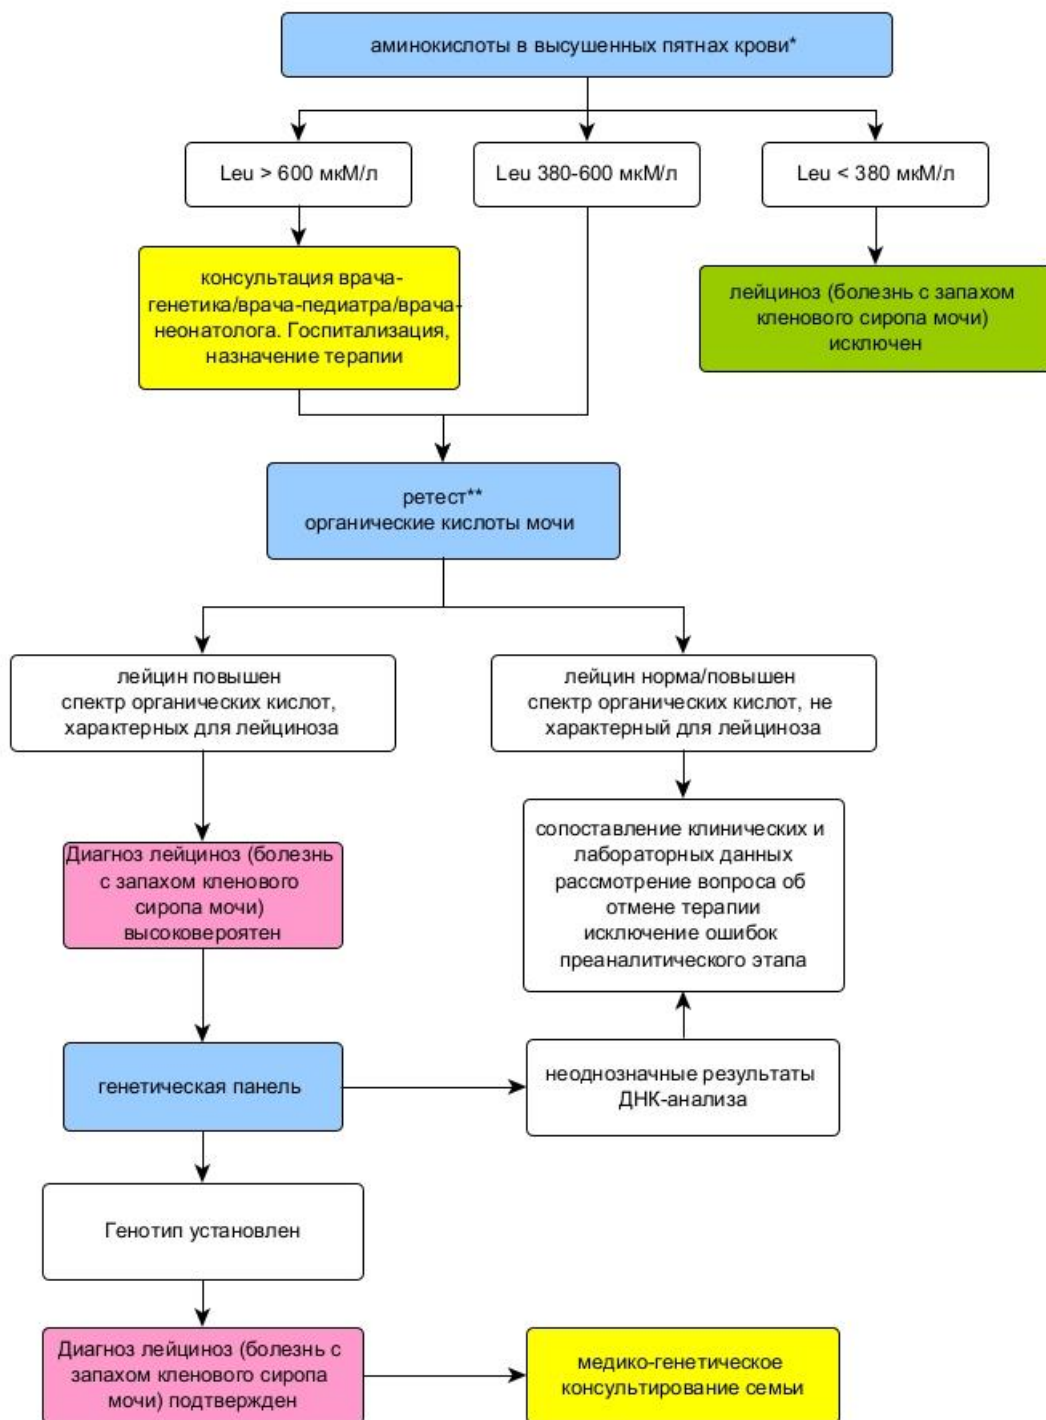 аминокислоты в высушенных пятнах крови*
Leu > 600 мкМ/л
Leu 380-600 мкМ/л
Leu < 380 мкМ/л
консультация врача-
генетика/врача-педиатра/врача-
неонатолога. Госпитализация,
назначение терапии
лейциноз (болезнь с запахом
кленового сиропа мочи)
исключен
ретест**
органические кислоты мочи
лейцин повышен
спектр органических кислот,
характерных для лейциноза
лейцин норма/повышен
спектр органических кислот, не
характерный для лейциноза
Диагноз лейциноз (болезнь
с запахом кленового
сиропа мочи)
высоковероятен
сопоставление клинических и
лабораторных данных
рассмотрение вопроса об
отмене терапии
исключение ошибок
преаналитического этапа
генетическая панель
неоднозначные результаты
ДНК-анализа
Генотип установлен
Диагноз лейциноз (болезнь с
запахом кленового сиропа
мочи) подтвержден
медико-генетическое
консультирование семьи